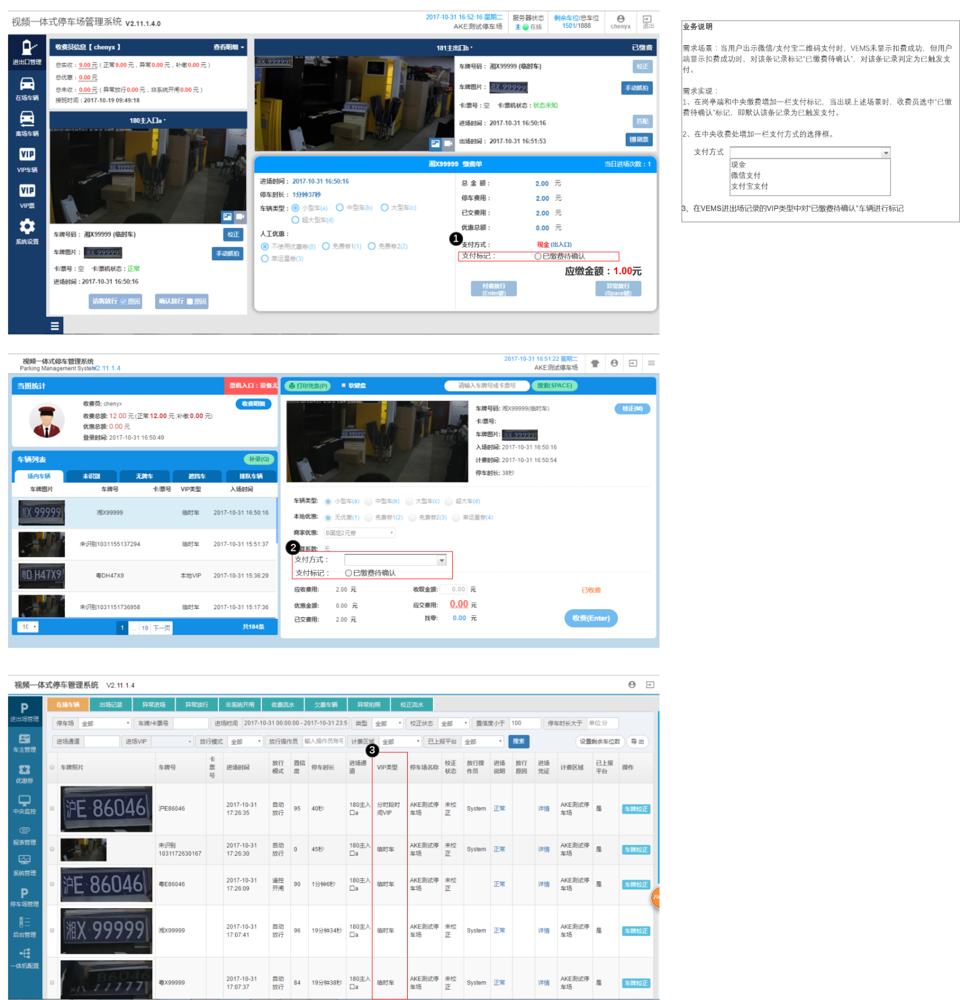 视频一体式停车场管理系统 V2.11.1.4.0
2017-10-31 16:52:16 星期二
AKE测试停车场
服务器状态
主 在线
剩余车位/总车位
1501/1888
chenyx
退出
进出口管理
在场车辆
离场车辆
VIP
VIP车辆
VIP
VIP票
系统设置
收费员信息【 chenyx 】 查看明细
总实收：9.00 元（ 正常9.00 元，异常0.00 元，补缴0.00 元 ）
总优惠：0.00 元
总未收：0.00 元（ 异常放行0.00 元，非系统开闸0.00 元 ）
接班时间：2017-10-19 09:49:18
180主入口a
湘X 99999
车牌号码：湘X99999 (临时车) 校正
车牌图片： 湘X 99999 手动抓拍
卡/票号：空 卡/票机状态：正常
进场时间：2017-10-31 16:50:16
访客放行 原因 确认放行 原因
181主出口b 已缴费
湘X 99999
车牌号码： 湘X99999 (临时车) 校正
车牌图片： 湘X 99999 手动抓拍
卡/票号：空 卡/票机状态：状态未知
进场时间： 2017-10-31 16:50:16 匹配
出场时间： 2017-10-31 16:51:53 刷票
湘X99999 缴费单 当日进场次数：1
进场时间： 2017-10-31 16:50:16
停车时长： 1分钟37秒
车辆类型： 小型车(a) 中型车(b) 大型车(c)
超大型车(d)
人工优惠：
不使用优惠券(0) 免费券1(1) 免费券2(2)
幸运星券(3)
总 金 额： 2.00 元
停车费用： 2.00 元
已交费用： 2.00 元
优惠总额： 0.00 元
1
支付方式： 现金 (出入口)
支付标记： 已缴费待确认
应缴金额：1.00元
付费放行
(Enter键)
异常放行
(Space键)
业务说明
需求场景：当用户出示微信/支付宝二维码支付时，VEMS未显示扣费成功，但用户
端显示扣费成功时，对该条记录标记“已缴费待确认”，对该条记录判定为已触发支
付。
需求实现：
1、在岗亭端和中央缴费增加一栏支付标记，当出现上述场景时，收费员选中“已缴
费待确认”标记，即默认该条记录为已触发支付。
2、在中央收费处增加一栏支付方式的选择框。
支付方式
现金
微信支付
支付宝支付
3、在VEMS进出场记录的VIP类型中对“已缴费待确认”车辆进行标记
视频一体式停车管理系统
Parking Management System V2.11.1.4
2017-10-31 16:51:22 星期二
AKE测试停车场
当班统计 票机入口：设备无
收费员: chenyx 收费明细
收费总额: 12.00 元 (正常:12.00 元 ;补缴:0.00 元)
优惠总额: 0.00 元
登录时间: 2017-10-31 16:50:49
车辆列表 补录(Q)
场内车辆 未识别 无牌车 遮挡车 排队车辆
车牌图片 车牌号 卡/票号 VIP类型 入场时间
湘X 99999 湘X99999 临时车 2017-10-31 16:50:16
未识别1031155137294 临时车 2017-10-31 15:51:37
粤D H47X9 粤DH47X9 本地VIP 2017-10-31 15:36:29
未识别1031151736958 临时车 2017-10-31 15:17:36
10 1 ... 19 下一页 共184条
打印凭条(P) 软键盘 请输入车牌号或卡票号 搜索(SPACE)
车牌号码: 湘X99999(临时车) 校正(M)
卡/票号:
车牌图片: 湘X 99999
入场时间: 2017-10-31 16:50:16
计费时间: 2017-10-31 16:50:54
停车时长: 38秒
车辆类型: 小型车(a) 中型车(b) 大型车(c) 超大车(d)
本地优惠: 无优惠(1) 免费券1(2) 免费券2(3) 幸运星券(4)
商家优惠: B固定2元券
2
算系数: 无
支付方式：
支付标记： 已缴费待确认
应收费用: 2.00 元 收取金额: 0.00 元 已收费
优惠金额: 0.00 元 应交费用: 0.00 元
已交费用: 2.00 元 找零: 0.00 元 收费(Enter)
视频一体式停车管理系统 V2.11.1.4
进出场管理
车主管理
优惠券
中央监控
报表管理
系统管理
停车场管理
后台管理
一体机配置
在场车辆 出场记录 异常进场 异常放行 非系统开闸 收费流水 欠费车辆 异常拍照 校正流水
停车场 全部 车牌/卡票号 进场时间 2017-10-31 00:00:00 - 2017-10-31 23:5 类型 全部 校正状态 全部 置信度小于 100 停车时长大于 单位:分
进场通道 进场VIP 放行模式 全部 放行操作员 输入操作员账号 计费区域 全部 已上报平台 全部 搜索 设置剩余车位数 导 出
3
车牌照片 车牌号 卡票号 进场时间 放行模式 置信度 停车时长 进场通道 VIP类型 停车场名称 校正状态 放行操作员 进场说明 放行原因 进场凭证 计费区域 已上报平台 操作
沪E 86046 沪E86046 2017-10-31 17:26:35 自动放行 95 40秒 180主入口a 分时段时间VIP AKE测试停车场 未校正 System 正常 详情 AKE测试停车场 是 车牌校正
未识别1031172630167 2017-10-31 17:26:30 自动放行 0 45秒 180主入口a 临时车 AKE测试停车场 未校正 System 正常 详情 AKE测试停车场 是 车牌校正
沪E 86046 粤E86046 2017-10-31 17:26:09 遥控开闸 90 1分钟6秒 180主入口a 临时车 AKE测试停车场 未校正 正常 详情 AKE测试停车场 是 车牌校正
湘X 99999 湘X99999 2017-10-31 17:07:41 自动放行 96 19分钟34秒 180主入口a 临时车 AKE测试停车场 未校正 System 正常 详情 AKE测试停车场 是 车牌校正
粤X99999 2017-10-31 17:07:37 自动放行 84 19分钟38秒 180主入口a 临时车 AKE测试停车场 未校正 System 正常 详情 AKE测试停车场 是 车牌校正
78